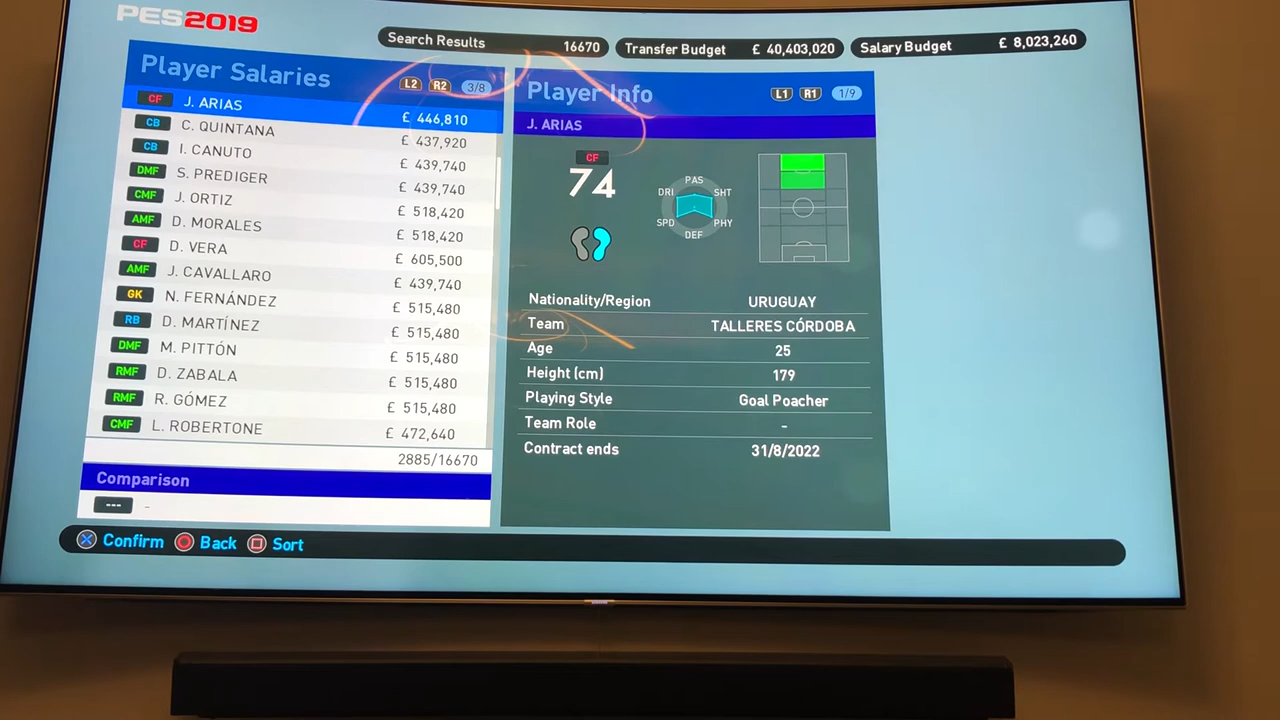 PES2019
Search Results 16670 Transfer Budget £ 40,403,020 Salary Budget £ 8,023,260
Player Salaries L2 R2 3/8
CF J. ARIAS £ 446,810
CB C. QUINTANA £ 437,920
CB I. CANUTO £ 439,740
DMF S. PREDIGER £ 439,740
CMF J. ORTIZ £ 518,420
AMF D. MORALES £ 518,420
CF D. VERA £ 605,500
AMF J. CAVALLARO £ 439,740
GK N. FERNÁNDEZ £ 515,480
RB D. MARTÍNEZ £ 515,480
DMF M. PITTÓN £ 515,480
RMF D. ZABALA £ 515,480
RMF R. GÓMEZ £ 515,480
CMF L. ROBERTONE £ 472,640
2885/16670
Comparison
--- -
Player Info L1 R1 1/9
J. ARIAS
CF
74
PAS
DRI SHT
SPD PHY
DEF
Nationality/Region URUGUAY
Team TALLERES CÓRDOBA
Age 25
Height (cm) 179
Playing Style Goal Poacher
Team Role -
Contract ends 31/8/2022
Confirm Back Sort